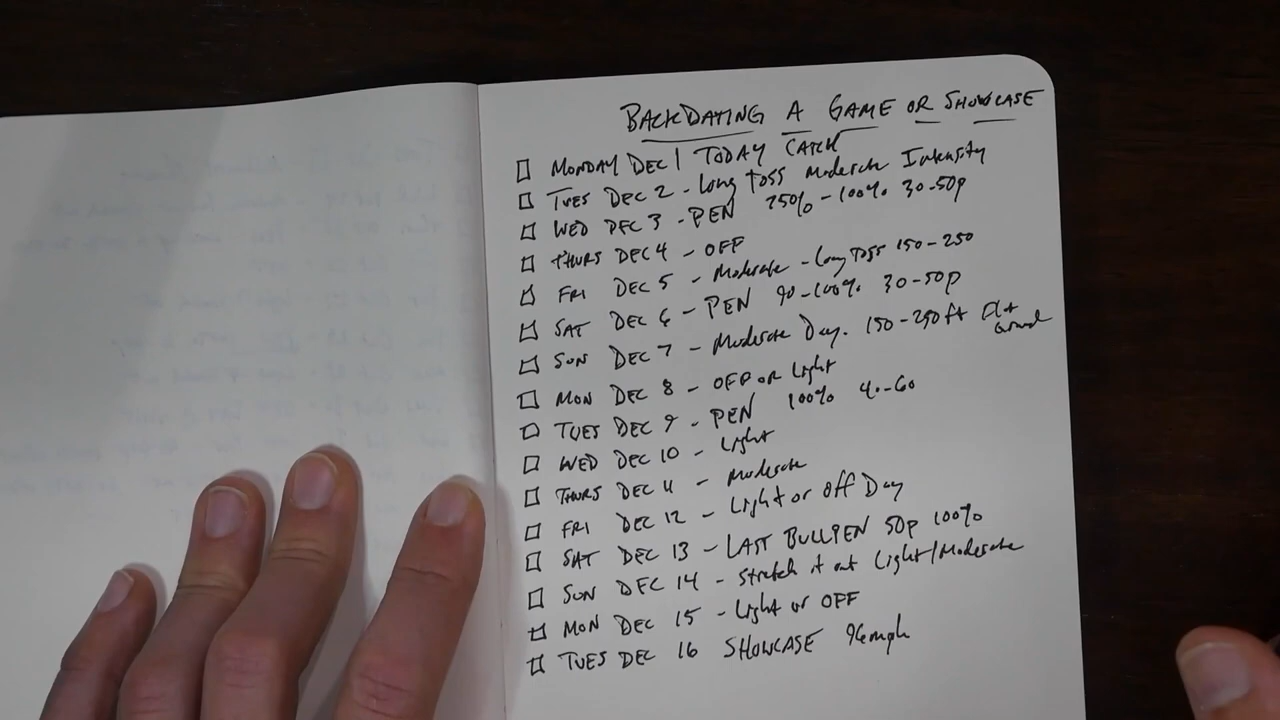 BACKDATING A GAME OR SHOWCASE
MONDAY DEC 1 TODAY CATCH
TUES DEC 2 - Long Toss Moderate Intensity
WED DEC 3 - PEN 75% - 100% 30-50p
THURS DEC 4 - OFF
FRI DEC 5 - Moderate - Long Toss 150-250
SAT DEC 6 - PEN 90-100% 30-50p
SUN DEC 7 - Moderate Day. 150-250ft Flat Ground
MON DEC 8 - OFF OR Light
TUES DEC 9 - PEN 100% 40-60
WED DEC 10 - Light
THURS DEC 11 - Moderate
FRI DEC 12 - Light or Off Day
SAT DEC 13 - LAST BULLPEN 50p 100%
SUN DEC 14 - Stretch it out Light/Moderate
MON DEC 15 - Light or OFF
TUES DEC 16 SHOWCASE 96mph